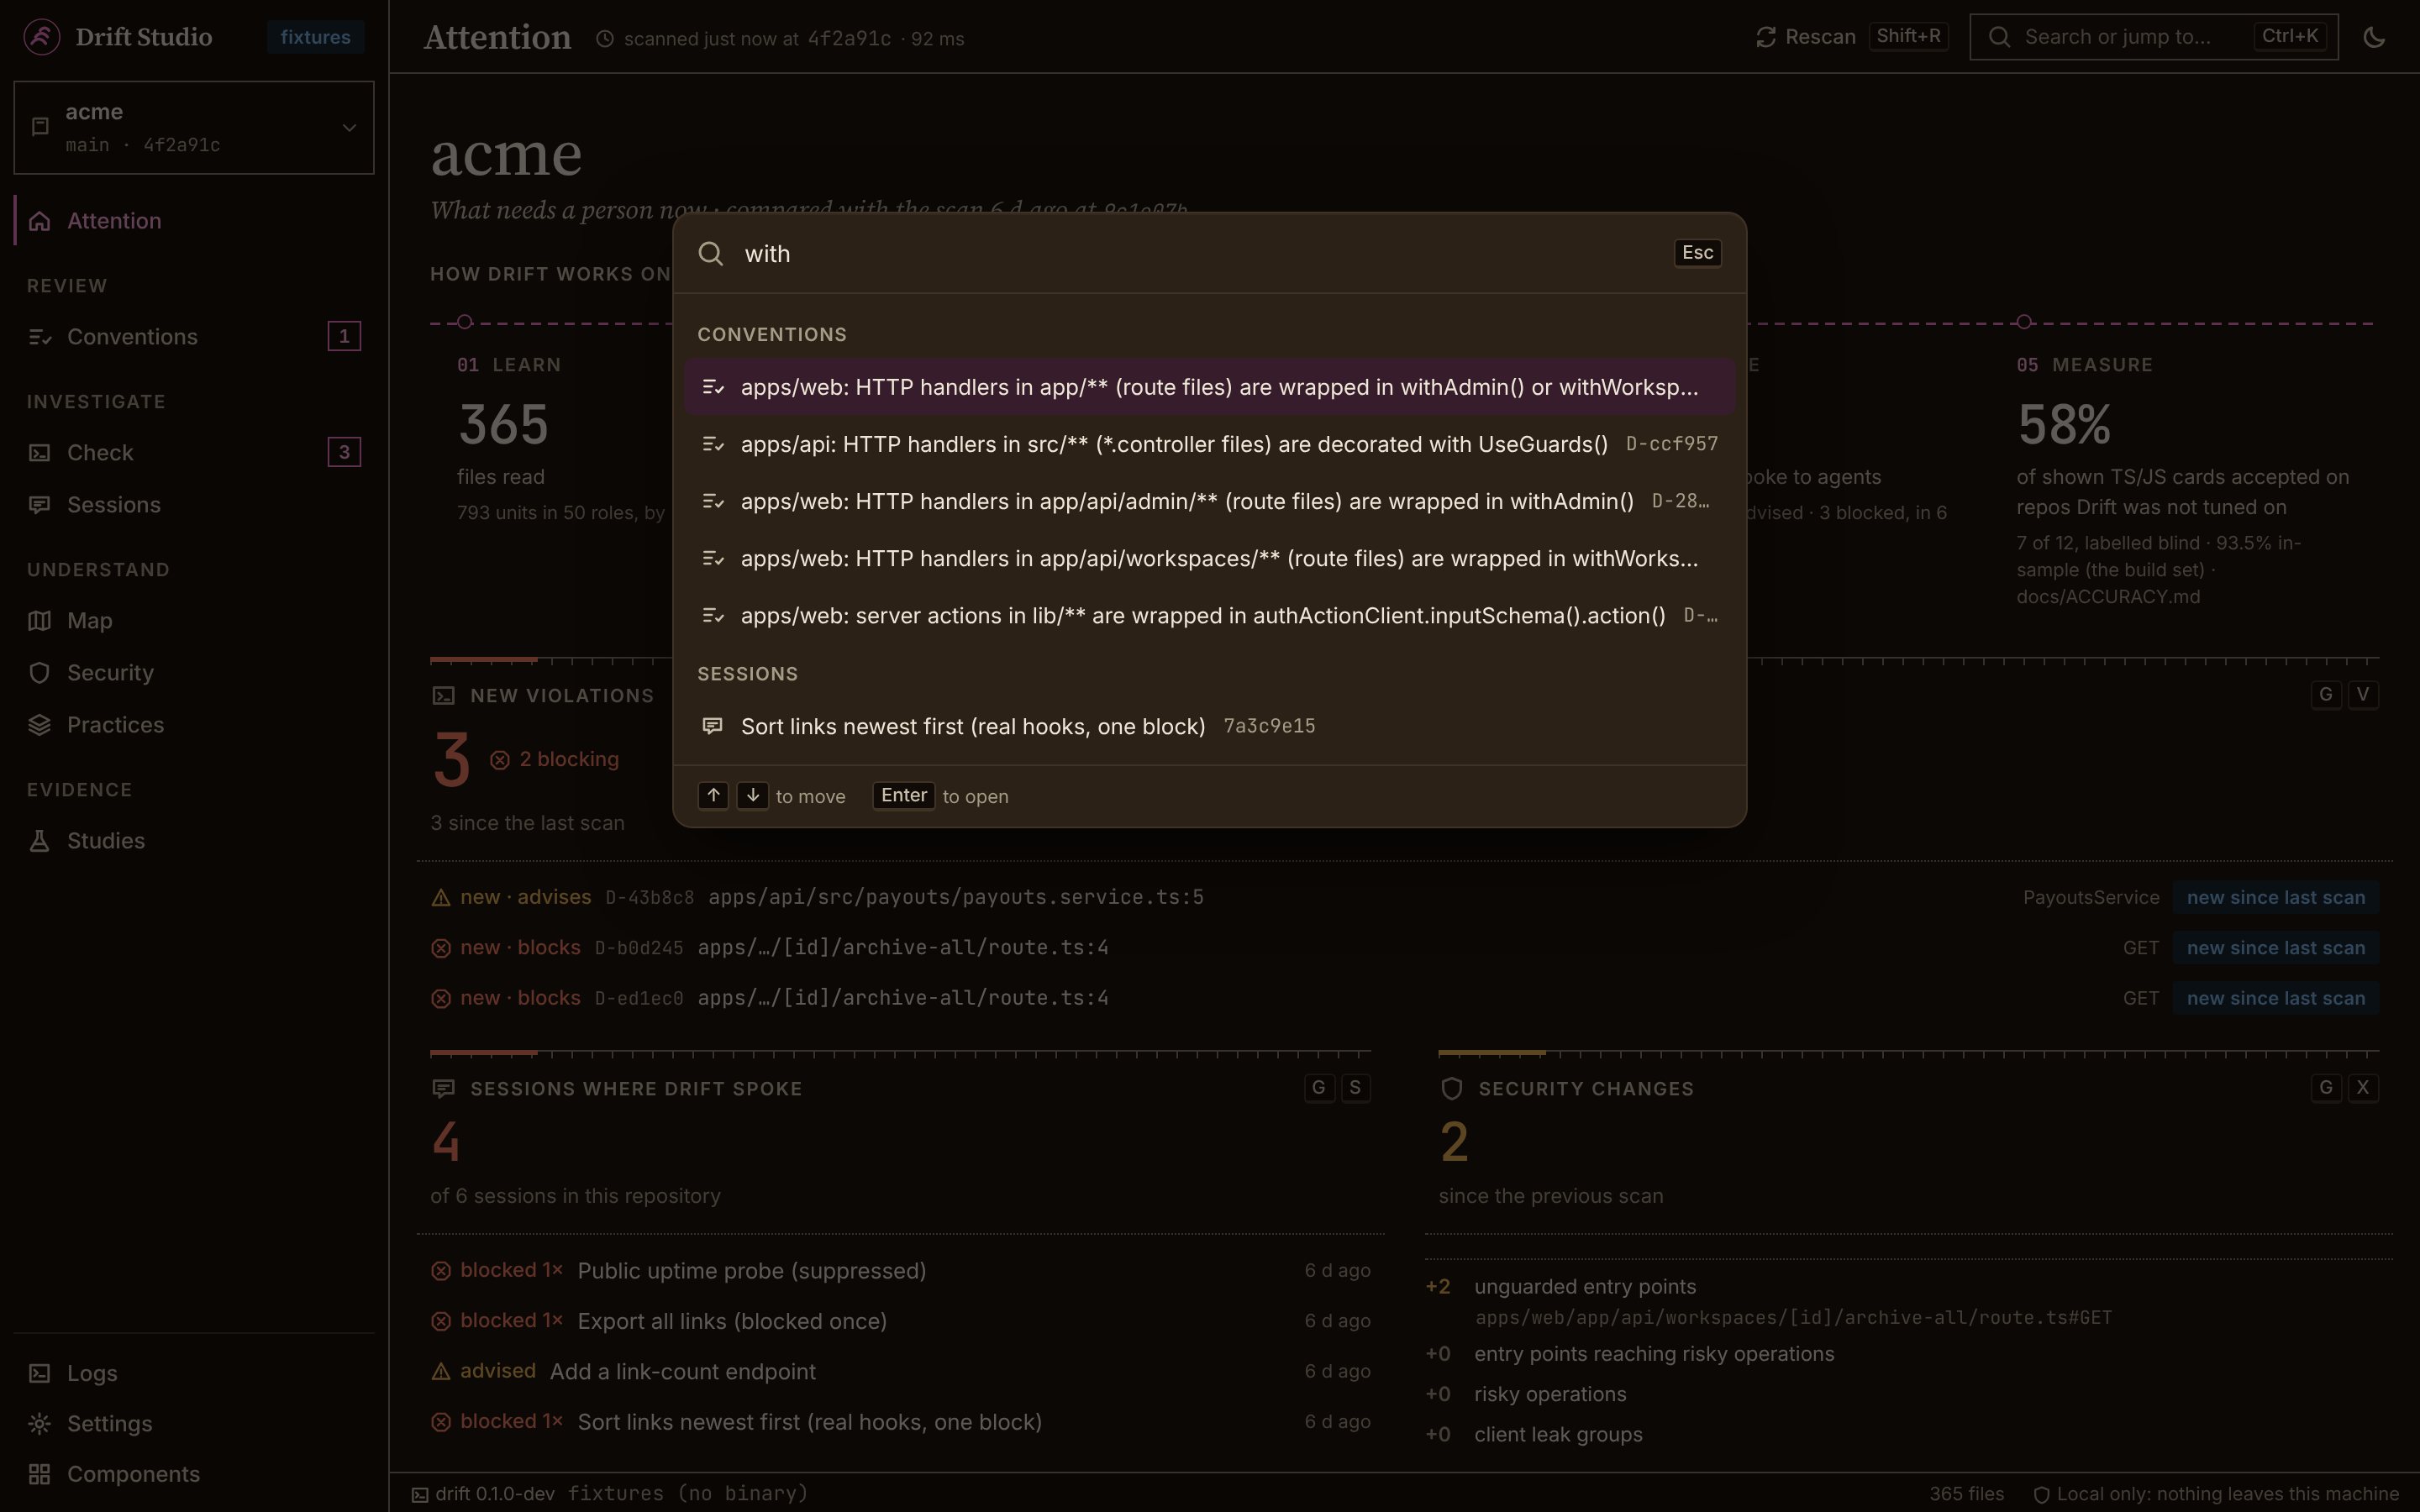 Drift Studio
fixtures
acme
main · 4f2a91c
Attention
REVIEW
Conventions
1
INVESTIGATE
Check
3
Sessions
UNDERSTAND
Map
Security
Practices
EVIDENCE
Studies
Logs
Settings
Components
Attention
scanned just now at 4f2a91c · 92 ms
Rescan
Shift+R
Search or jump to...
Ctrl+K
acme
What needs a person now · compared with the scan 6 d ago at
HOW DRIFT WORKS ON
01 LEARN
365
files read
793 units in 50 roles, by
E
oke to agents
dvised · 3 blocked, in 6
05 MEASURE
58%
of shown TS/JS cards accepted on
repos Drift was not tuned on
7 of 12, labelled blind · 93.5% in-
sample (the build set) ·
docs/ACCURACY.md
with
Esc
CONVENTIONS
apps/web: HTTP handlers in app/** (route files) are wrapped in withAdmin() or withWorksp…
apps/api: HTTP handlers in src/** (*.controller files) are decorated with UseGuards() D-ccf957
apps/web: HTTP handlers in app/api/admin/** (route files) are wrapped in withAdmin() D-28…
apps/web: HTTP handlers in app/api/workspaces/** (route files) are wrapped in withWorks…
apps/web: server actions in lib/** are wrapped in authActionClient.inputSchema().action() D-…
SESSIONS
Sort links newest first (real hooks, one block) 7a3c9e15
↑ ↓ to move Enter to open
NEW VIOLATIONS
G V
3
2 blocking
3 since the last scan
new · advises D-43b8c8 apps/api/src/payouts/payouts.service.ts:5 PayoutsService new since last scan
new · blocks D-b0d245 apps/…/[id]/archive-all/route.ts:4 GET new since last scan
new · blocks D-ed1ec0 apps/…/[id]/archive-all/route.ts:4 GET new since last scan
SESSIONS WHERE DRIFT SPOKE
G S
4
of 6 sessions in this repository
blocked 1× Public uptime probe (suppressed) 6 d ago
blocked 1× Export all links (blocked once) 6 d ago
advised Add a link-count endpoint 6 d ago
blocked 1× Sort links newest first (real hooks, one block) 6 d ago
SECURITY CHANGES
G X
2
since the previous scan
+2 unguarded entry points
apps/web/app/api/workspaces/[id]/archive-all/route.ts#GET
+0 entry points reaching risky operations
+0 risky operations
+0 client leak groups
drift 0.1.0-dev fixtures (no binary)
365 files
Local only: nothing leaves this machine